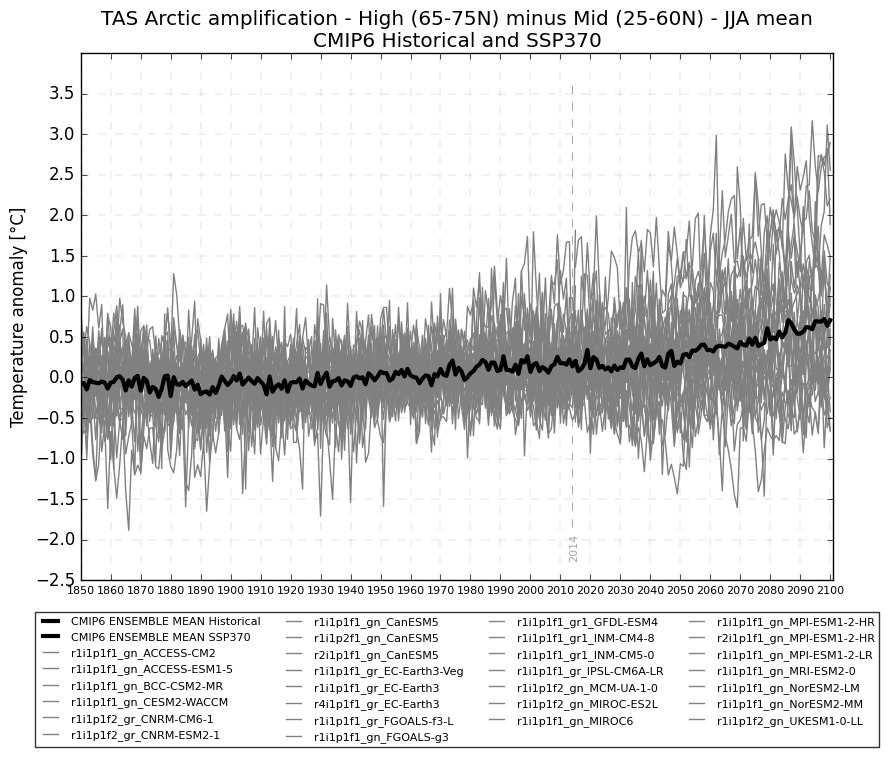 TAS Arctic amplification - High (65-75N) minus Mid (25-60N) - JJA mean
CMIP6 Historical and SSP370
Temperature anomaly [°C]
3.5
3.0
2.5
2.0
1.5
1.0
0.5
0.0
−0.5
−1.0
−1.5
−2.0
−2.5
2014
1850 1860 1870 1880 1890 1900 1910 1920 1930 1940 1950 1960 1970 1980 1990 2000 2010 2020 2030 2040 2050 2060 2070 2080 2090 2100
CMIP6 ENSEMBLE MEAN Historical
CMIP6 ENSEMBLE MEAN SSP370
r1i1p1f1_gn_ACCESS-CM2
r1i1p1f1_gn_ACCESS-ESM1-5
r1i1p1f1_gn_BCC-CSM2-MR
r1i1p1f1_gn_CESM2-WACCM
r1i1p1f2_gr_CNRM-CM6-1
r1i1p1f2_gr_CNRM-ESM2-1
r1i1p1f1_gn_CanESM5
r1i1p2f1_gn_CanESM5
r2i1p1f1_gn_CanESM5
r1i1p1f1_gr_EC-Earth3-Veg
r1i1p1f1_gr_EC-Earth3
r4i1p1f1_gr_EC-Earth3
r1i1p1f1_gr_FGOALS-f3-L
r1i1p1f1_gn_FGOALS-g3
r1i1p1f1_gr1_GFDL-ESM4
r1i1p1f1_gr1_INM-CM4-8
r1i1p1f1_gr1_INM-CM5-0
r1i1p1f1_gr_IPSL-CM6A-LR
r1i1p1f2_gn_MCM-UA-1-0
r1i1p1f2_gn_MIROC-ES2L
r1i1p1f1_gn_MIROC6
r1i1p1f1_gn_MPI-ESM1-2-HR
r2i1p1f1_gn_MPI-ESM1-2-HR
r1i1p1f1_gn_MPI-ESM1-2-LR
r1i1p1f1_gn_MRI-ESM2-0
r1i1p1f1_gn_NorESM2-LM
r1i1p1f1_gn_NorESM2-MM
r1i1p1f2_gn_UKESM1-0-LL